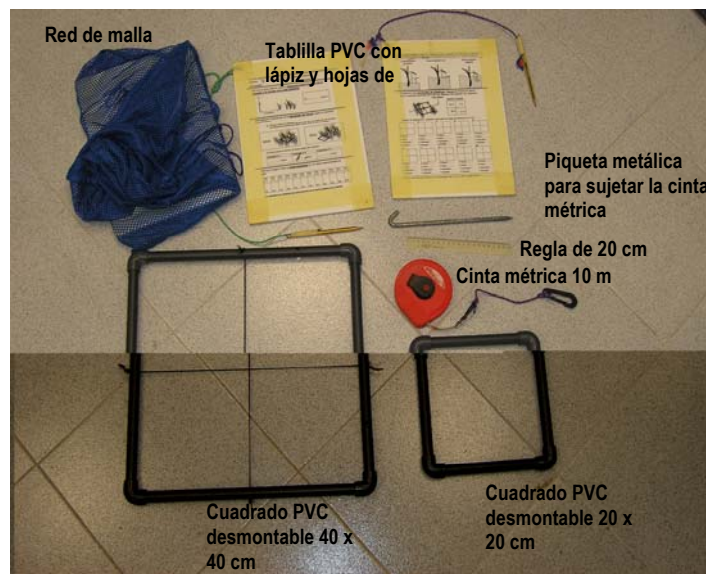 Red de malla
Tablilla PVC con
lápiz y hojas de
Piqueta metálica
para sujetar la cinta
métrica
Regla de 20 cm
Cinta métrica 10 m
Cuadrado PVC
desmontable 40 x
40 cm
Cuadrado PVC
desmontable 20 x
20 cm